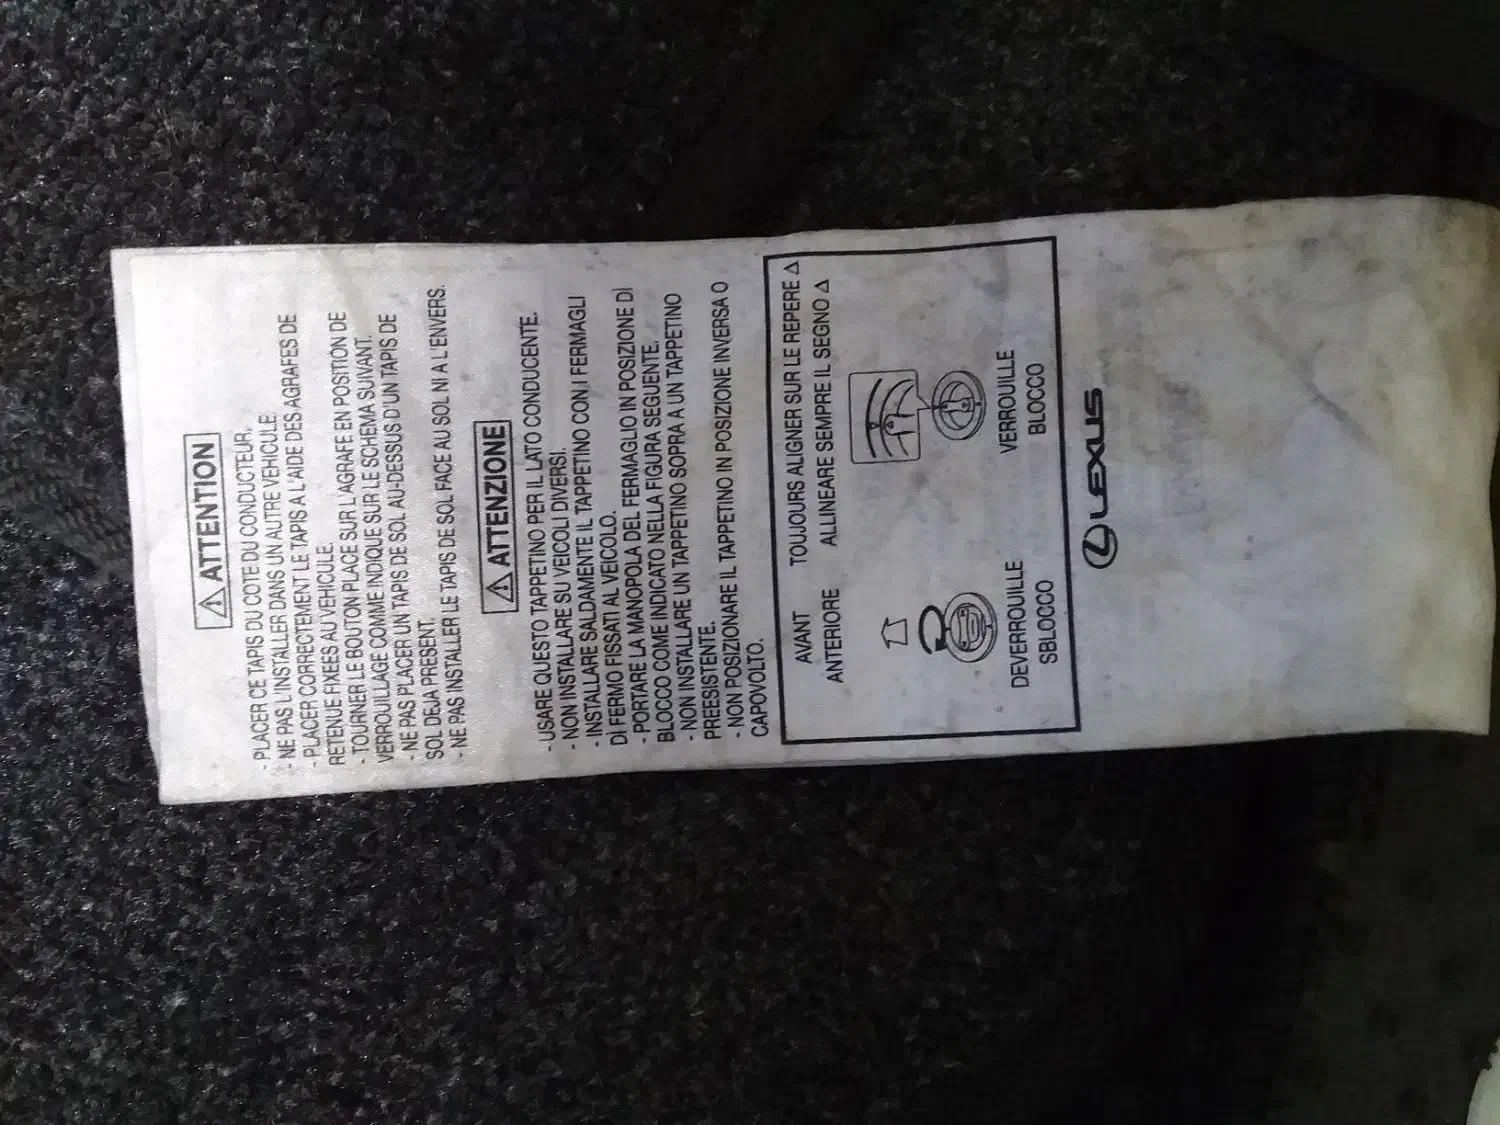 ⚠ ATTENTION
- PLACER CE TAPIS DU COTE DU CONDUCTEUR.
- NE PAS L'INSTALLER DANS UN AUTRE VEHICULE.
- PLACER CORRECTEMENT LE TAPIS A L'AIDE DES AGRAFES DE
RETENUE FIXEES AU VEHICULE.
- TOURNER LE BOUTON PLACE SUR L'AGRAFE EN POSITION DE
VERROUILLAGE COMME INDIQUE SUR LE SCHEMA SUIVANT.
- NE PAS PLACER UN TAPIS DE SOL AU-DESSUS D'UN TAPIS DE
SOL DEJA PRESENT.
- NE PAS INSTALLER LE TAPIS DE SOL FACE AU SOL NI A L'ENVERS.
⚠ ATTENZIONE
- USARE QUESTO TAPPETINO PER IL LATO CONDUCENTE.
- NON INSTALLARE SU VEICOLI DIVERSI.
- INSTALLARE SALDAMENTE IL TAPPETINO CON I FERMAGLI
DI FERMO FISSATI AL VEICOLO.
- PORTARE LA MANOPOLA DEL FERMAGLIO IN POSIZIONE DI
BLOCCO COME INDICATO NELLA FIGURA SEGUENTE.
- NON INSTALLARE UN TAPPETINO SOPRA A UN TAPPETINO
PREESISTENTE.
- NON POSIZIONARE IL TAPPETINO IN POSIZIONE INVERSA O
CAPOVOLTO.
AVANT TOUJOURS ALIGNER SUR LE REPERE △
ANTERIORE ALLINEARE SEMPRE IL SEGNO △
DEVERROUILLE VERROUILLE
SBLOCCO BLOCCO
LEXUS